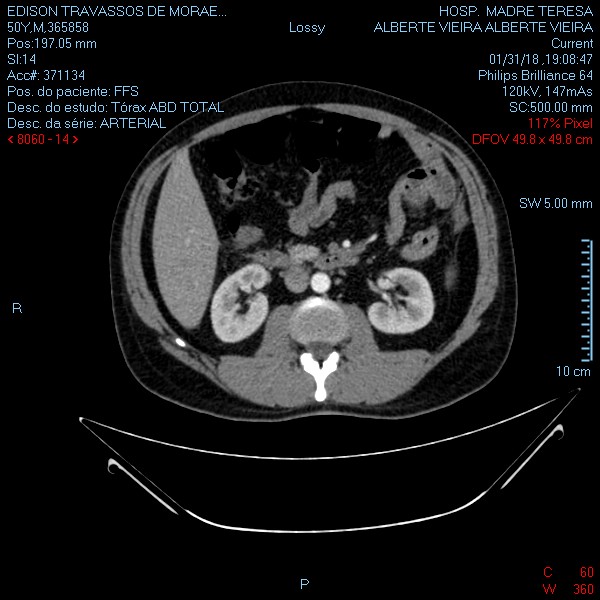 EDISON TRAVASSOS DE MORAE...
50Y,M,365858
Pos:197.05 mm
SI:14
Acc#: 371134
Pos. do paciente: FFS
Desc. do estudo: Tórax ABD TOTAL
Desc. da série: ARTERIAL
< 8060 - 14 >
Lossy
HOSP. MADRE TERESA
ALBERTE VIEIRA ALBERTE VIEIRA
Current
01/31/18 ,19:08:47
Philips Brilliance 64
120kV, 147mAs
SC:500.00 mm
117% Pixel
DFOV 49.8 x 49.8 cm
SW 5.00 mm
R
10 cm
P
C 60
W 360